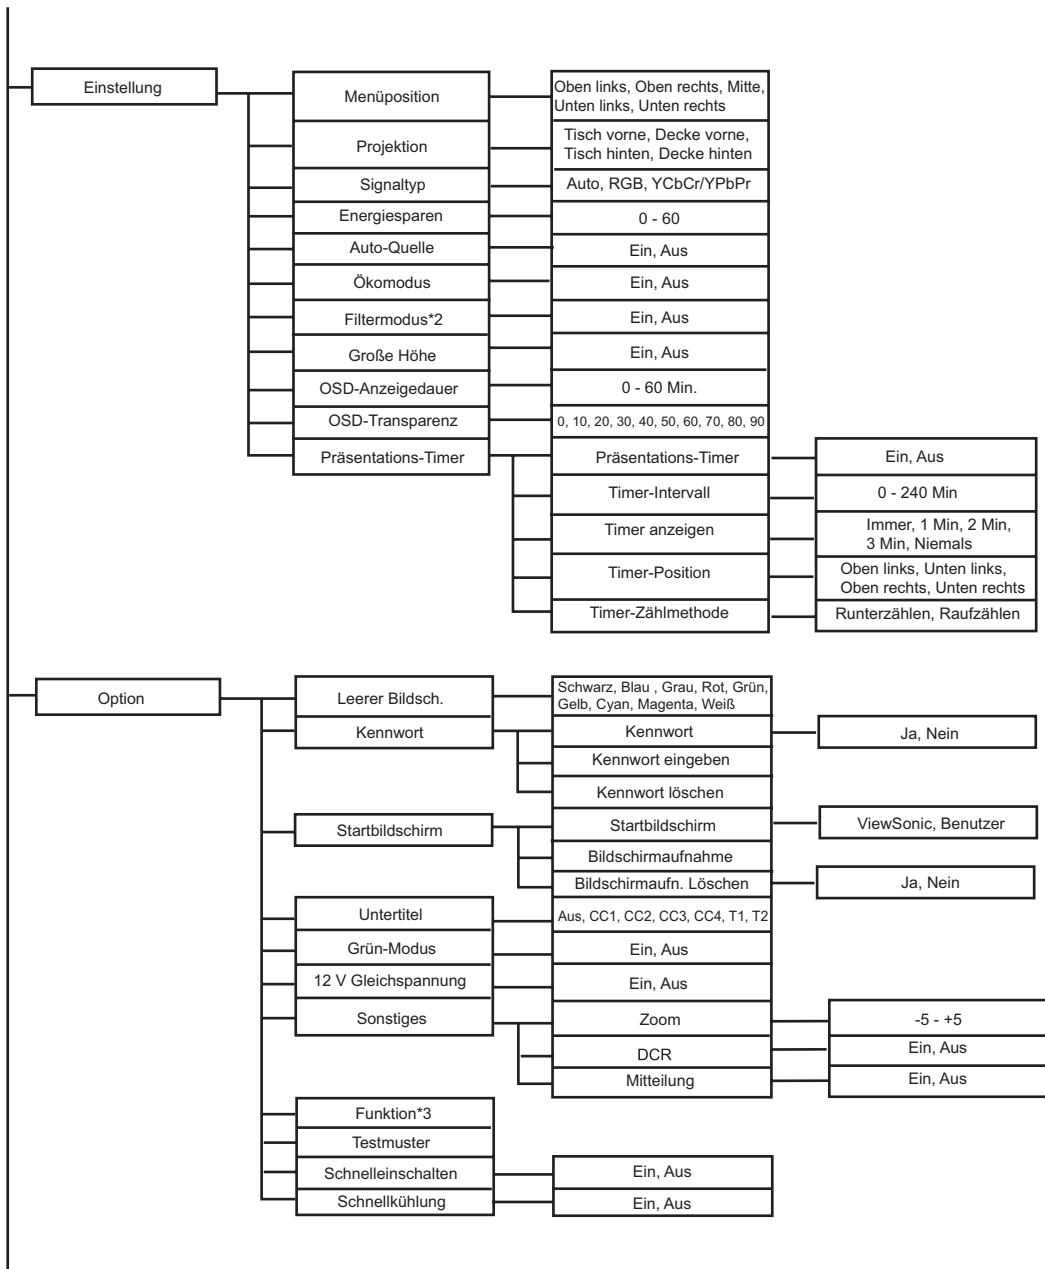 Einstellung
Menüposition
Oben links, Oben rechts, Mitte,
Unten links, Unten rechts
Projektion
Tisch vorne, Decke vorne,
Tisch hinten, Decke hinten
Signaltyp
Auto, RGB, YCbCr/YPbPr
Energiesparen
0 - 60
Auto-Quelle
Ein, Aus
Ökomodus
Ein, Aus
Filtermodus*2
Ein, Aus
Große Höhe
Ein, Aus
OSD-Anzeigedauer
0 - 60 Min.
OSD-Transparenz
0, 10, 20, 30, 40, 50, 60, 70, 80, 90
Präsentations-Timer
Präsentations-Timer
Ein, Aus
Timer-Intervall
0 - 240 Min
Timer anzeigen
Immer, 1 Min, 2 Min,
3 Min, Niemals
Timer-Position
Oben links, Unten links,
Oben rechts, Unten rechts
Timer-Zählmethode
Runterzählen, Raufzählen
Option
Leerer Bildsch.
Schwarz, Blau , Grau, Rot, Grün,
Gelb, Cyan, Magenta, Weiß
Kennwort
Kennwort
Ja, Nein
Kennwort eingeben
Kennwort löschen
Startbildschirm
Startbildschirm
ViewSonic, Benutzer
Bildschirmaufnahme
Bildschirmaufn. Löschen
Ja, Nein
Untertitel
Aus, CC1, CC2, CC3, CC4, T1, T2
Grün-Modus
Ein, Aus
12 V Gleichspannung
Ein, Aus
Sonstiges
Zoom
-5 - +5
DCR
Ein, Aus
Mitteilung
Ein, Aus
Funktion*3
Testmuster
Schnelleinschalten
Ein, Aus
Schnellkühlung
Ein, Aus